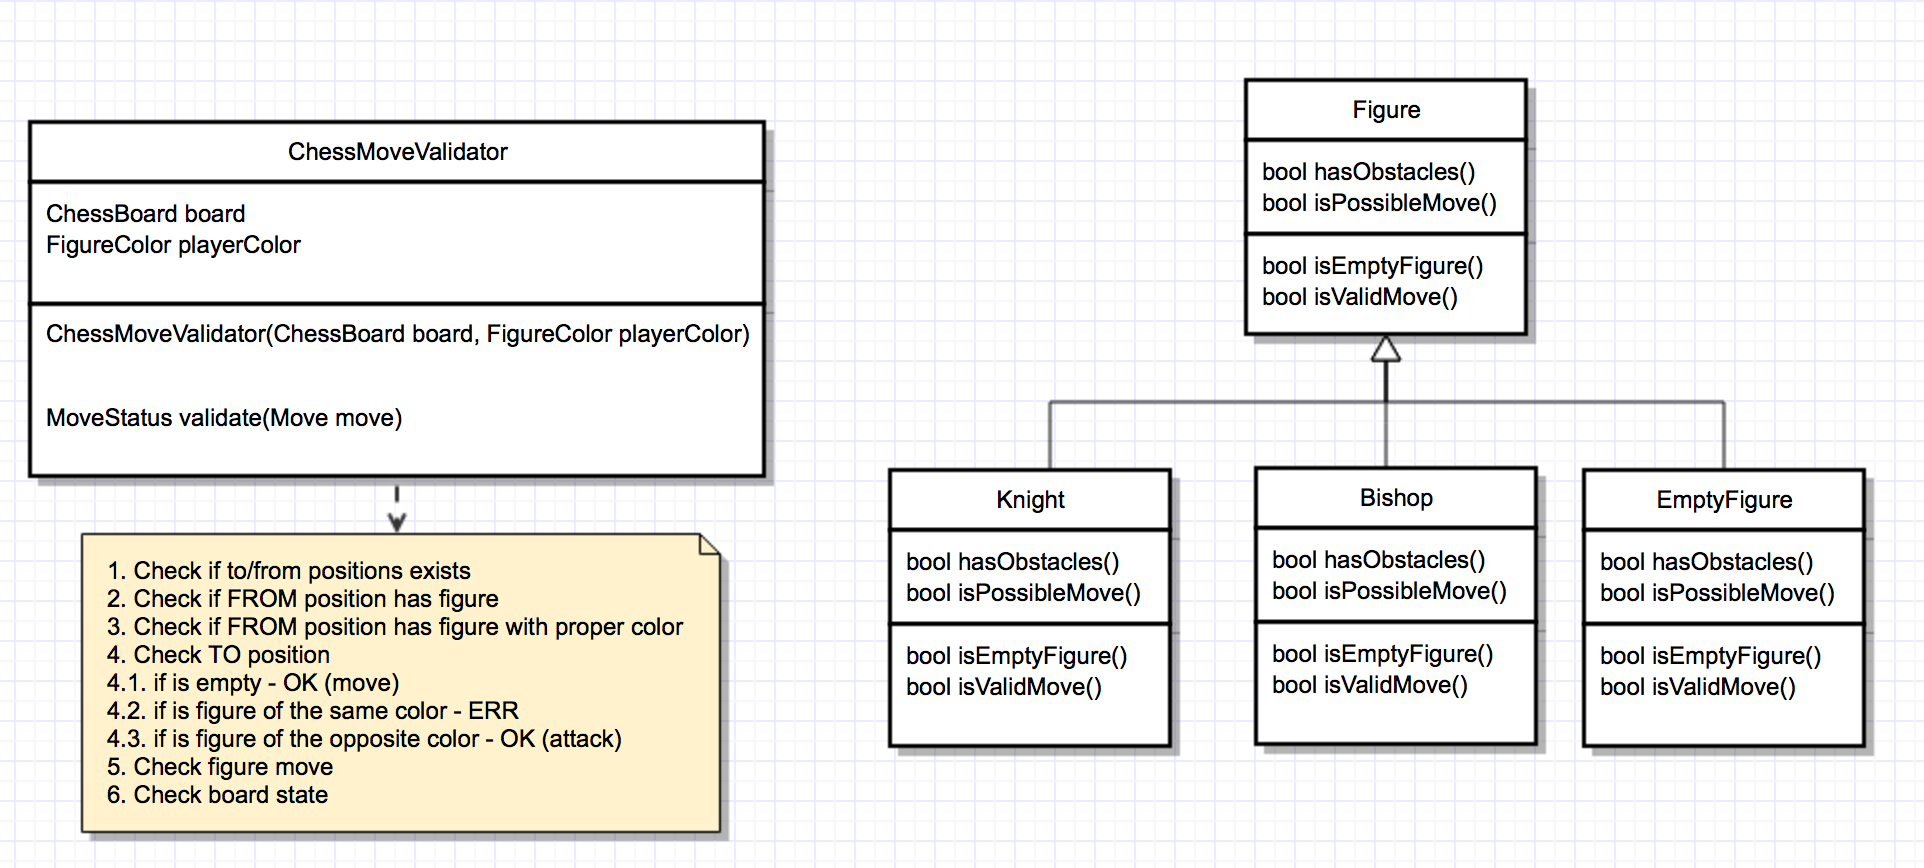 ChessMoveValidator
ChessBoard board
FigureColor playerColor
ChessMoveValidator(ChessBoard board, FigureColor playerColor)
MoveStatus validate(Move move)
1. Check if to/from positions exists
2. Check if FROM position has figure
3. Check if FROM position has figure with proper color
4. Check TO position
4.1. if is empty - OK (move)
4.2. if is figure of the same color - ERR
4.3. if is figure of the opposite color - OK (attack)
5. Check figure move
6. Check board state
Figure
bool hasObstacles()
bool isPossibleMove()
bool isEmptyFigure()
bool isValidMove()
Knight
bool hasObstacles()
bool isPossibleMove()
bool isEmptyFigure()
bool isValidMove()
Bishop
bool hasObstacles()
bool isPossibleMove()
bool isEmptyFigure()
bool isValidMove()
EmptyFigure
bool hasObstacles()
bool isPossibleMove()
bool isEmptyFigure()
bool isValidMove()